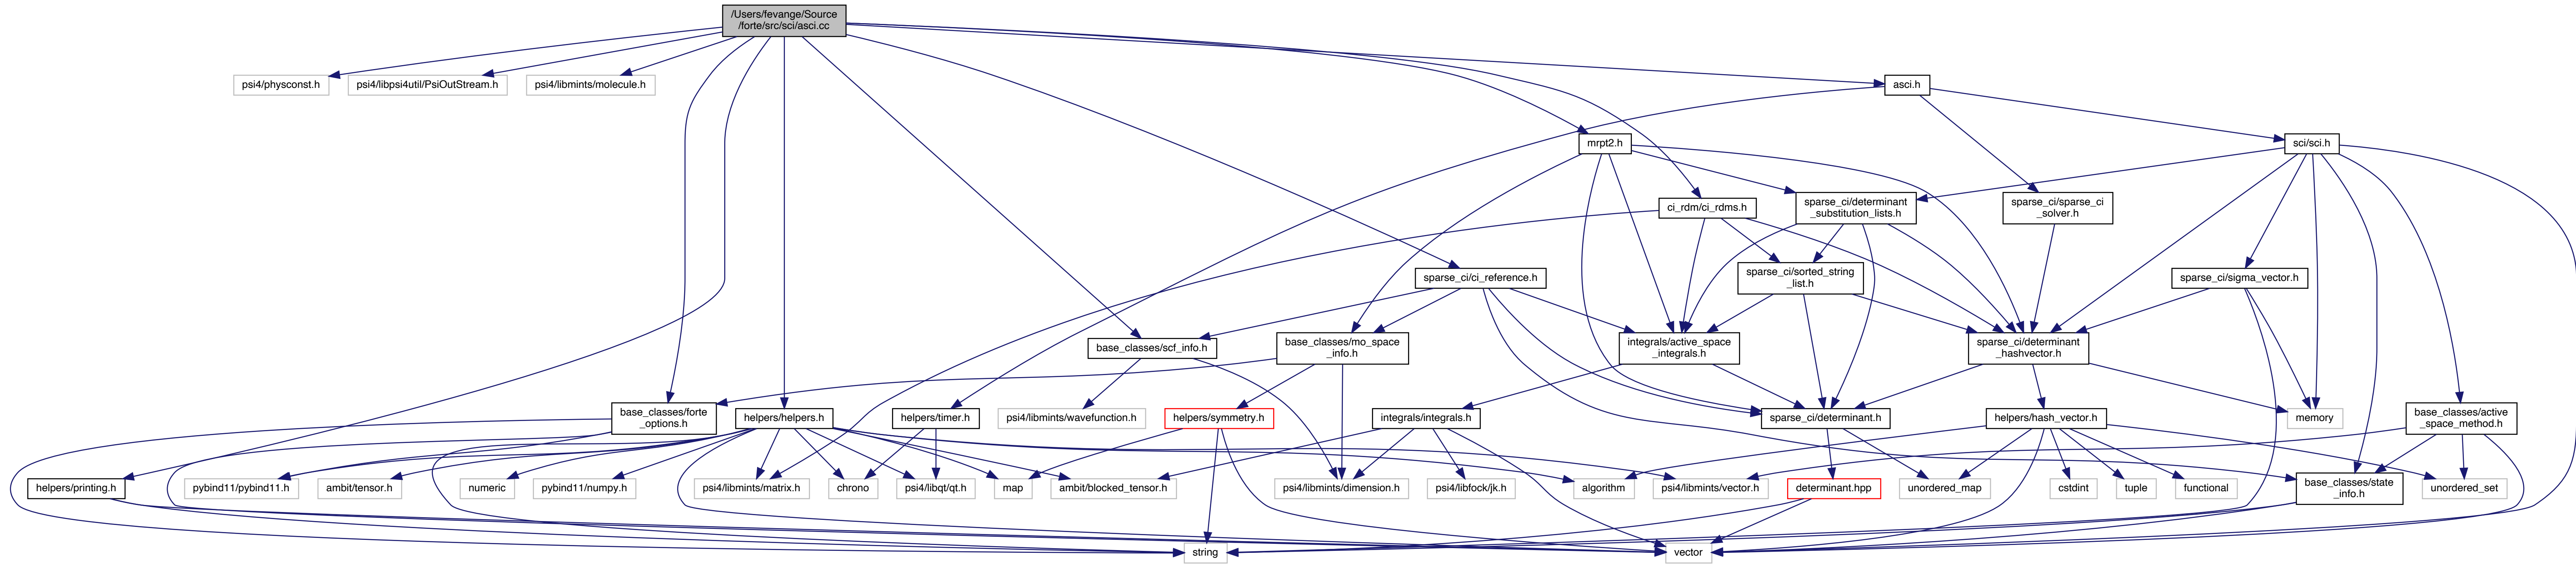 /Users/fevange/Source
/forte/src/sci/asci.cc
psi4/physconst.h
psi4/libpsi4util/PsiOutStream.h
psi4/libmints/molecule.h
asci.h
mrpt2.h
sci/sci.h
ci_rdm/ci_rdms.h
sparse_ci/determinant
_substitution_lists.h
sparse_ci/sparse_ci
_solver.h
sparse_ci/ci_reference.h
sparse_ci/sorted_string
_list.h
sparse_ci/sigma_vector.h
base_classes/scf_info.h
base_classes/mo_space
_info.h
integrals/active_space
_integrals.h
sparse_ci/determinant
_hashvector.h
base_classes/forte
_options.h
helpers/helpers.h
helpers/timer.h
psi4/libmints/wavefunction.h
helpers/symmetry.h
integrals/integrals.h
sparse_ci/determinant.h
helpers/hash_vector.h
memory
base_classes/active
_space_method.h
helpers/printing.h
pybind11/pybind11.h
ambit/tensor.h
numeric
pybind11/numpy.h
psi4/libmints/matrix.h
chrono
psi4/libqt/qt.h
map
ambit/blocked_tensor.h
psi4/libmints/dimension.h
psi4/libfock/jk.h
algorithm
psi4/libmints/vector.h
determinant.hpp
unordered_map
cstdint
tuple
functional
base_classes/state
_info.h
unordered_set
string
vector